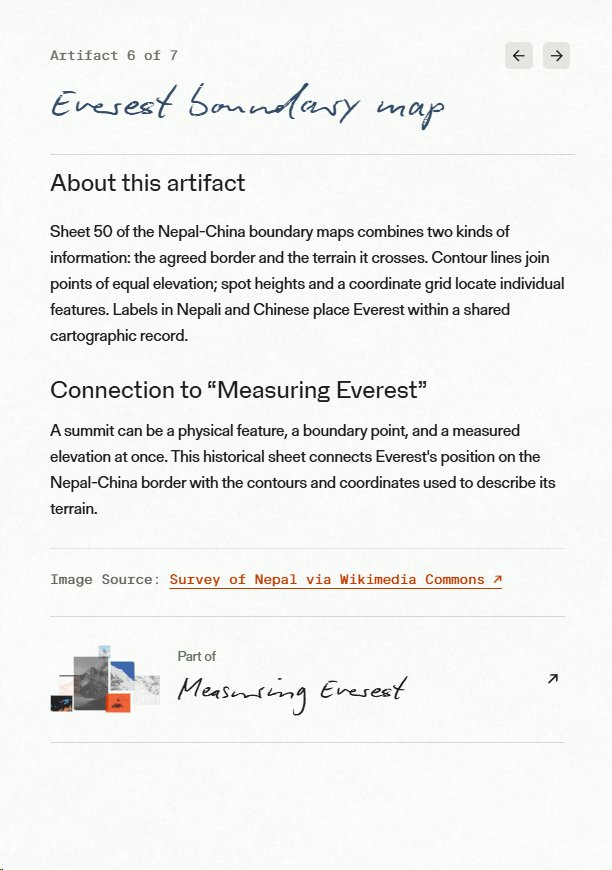 Artifact 6 of 7
Everest boundary map
About this artifact
Sheet 50 of the Nepal-China boundary maps combines two kinds of
information: the agreed border and the terrain it crosses. Contour lines join
points of equal elevation; spot heights and a coordinate grid locate individual
features. Labels in Nepali and Chinese place Everest within a shared
cartographic record.
Connection to “Measuring Everest”
A summit can be a physical feature, a boundary point, and a measured
elevation at once. This historical sheet connects Everest's position on the
Nepal-China border with the contours and coordinates used to describe its
terrain.
Image Source: Survey of Nepal via Wikimedia Commons ↗
Part of
Measuring Everest